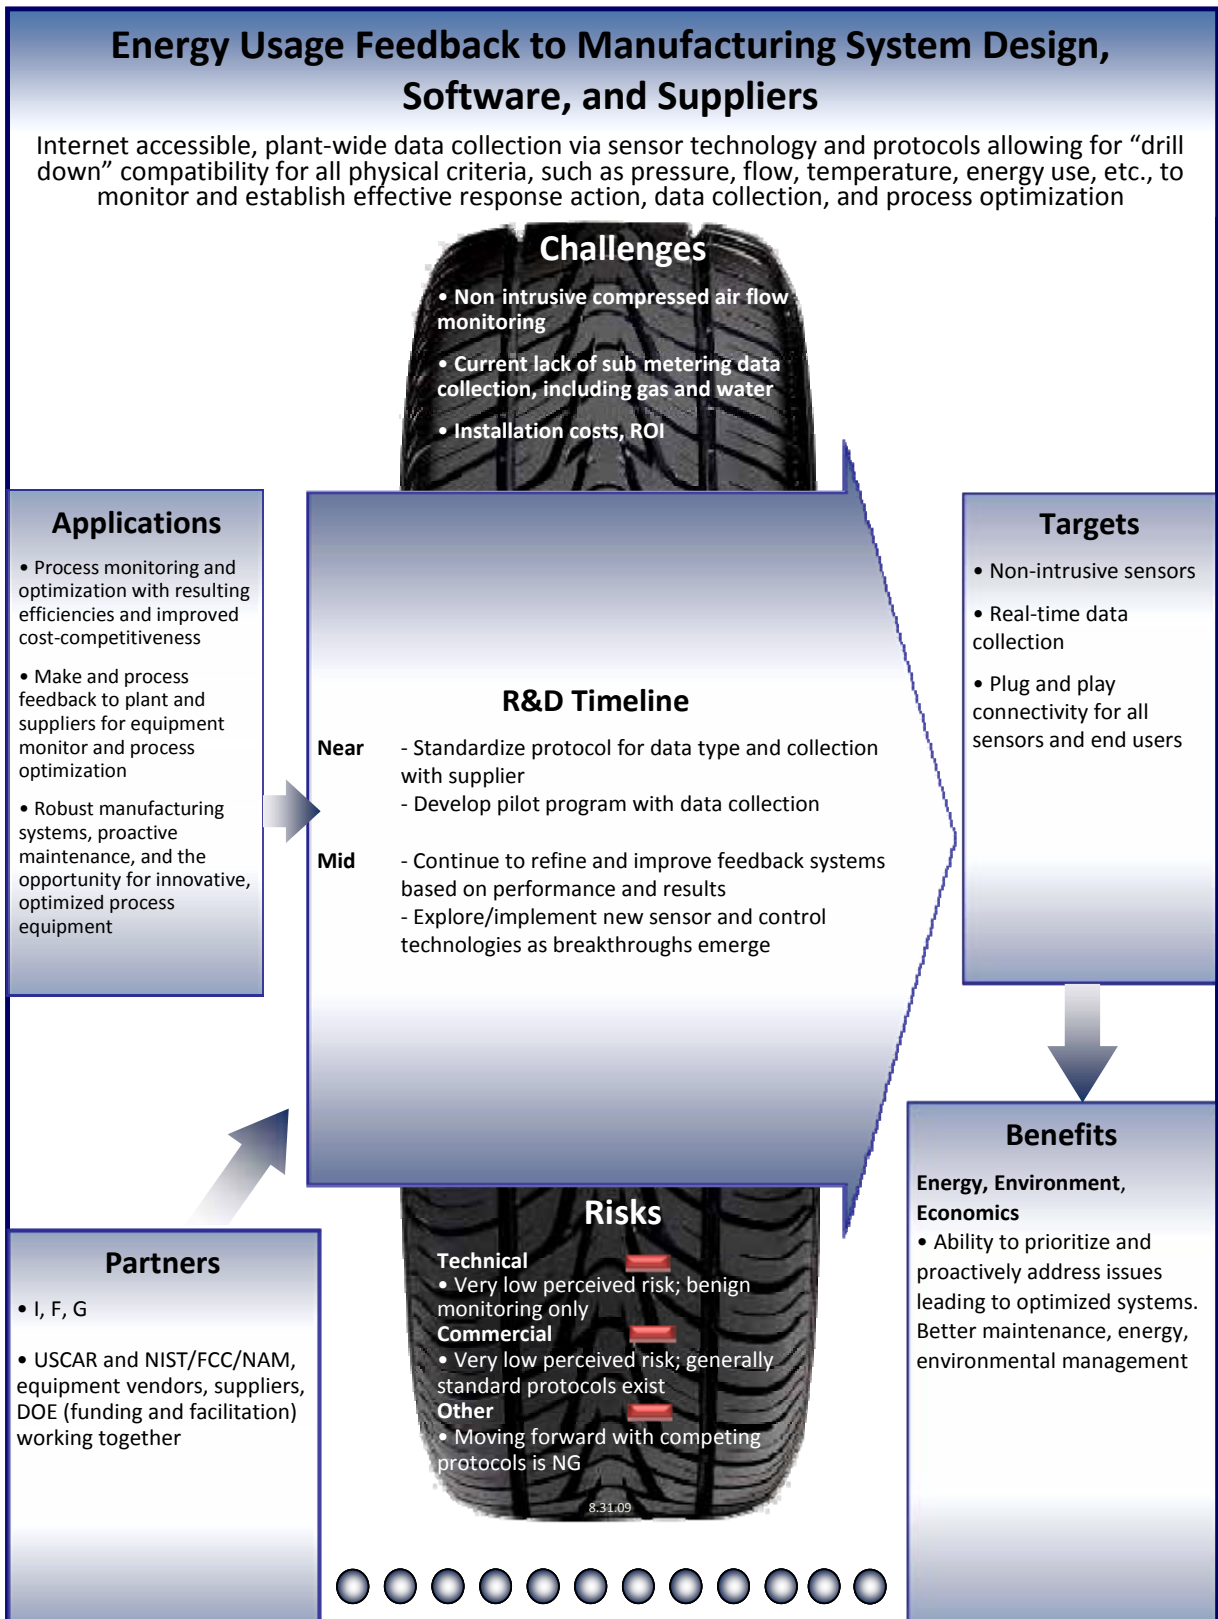 Energy Usage Feedback to Manufacturing System Design,
Software, and Suppliers
Internet accessible, plant-wide data collection via sensor technology and protocols allowing for “drill
down” compatibility for all physical criteria, such as pressure, flow, temperature, energy use, etc., to
monitor and establish effective response action, data collection, and process optimization
Challenges
• Non intrusive compressed air flow
monitoring
• Current lack of sub metering data
collection, including gas and water
• Installation costs, ROI
Applications
• Process monitoring and
optimization with resulting
efficiencies and improved
cost-competitiveness
• Make and process
feedback to plant and
suppliers for equipment
monitor and process
optimization
• Robust manufacturing
systems, proactive
maintenance, and the
opportunity for innovative,
optimized process
equipment
R&D Timeline
Near - Standardize protocol for data type and collection
with supplier
- Develop pilot program with data collection
Mid - Continue to refine and improve feedback systems
based on performance and results
- Explore/implement new sensor and control
technologies as breakthroughs emerge
Targets
• Non-intrusive sensors
• Real-time data
collection
• Plug and play
connectivity for all
sensors and end users
Benefits
Energy, Environment,
Economics
• Ability to prioritize and
proactively address issues
leading to optimized systems.
Better maintenance, energy,
environmental management
Partners
• I, F, G
• USCAR and NIST/FCC/NAM,
equipment vendors, suppliers,
DOE (funding and facilitation)
working together
Risks
Technical
• Very low perceived risk; benign
monitoring only
Commercial
• Very low perceived risk; generally
standard protocols exist
Other
• Moving forward with competing
protocols is NG
8.31.09